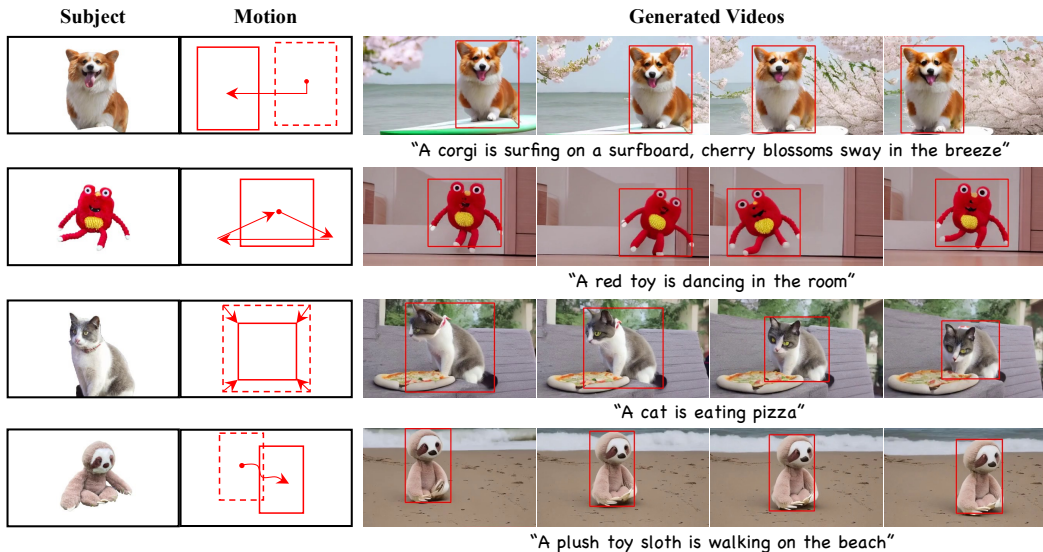 Subject Motion Generated Videos
“A corgi is surfing on a surfboard, cherry blossoms sway in the breeze”
“A red toy is dancing in the room”
“A cat is eating pizza”
“A plush toy sloth is walking on the beach”